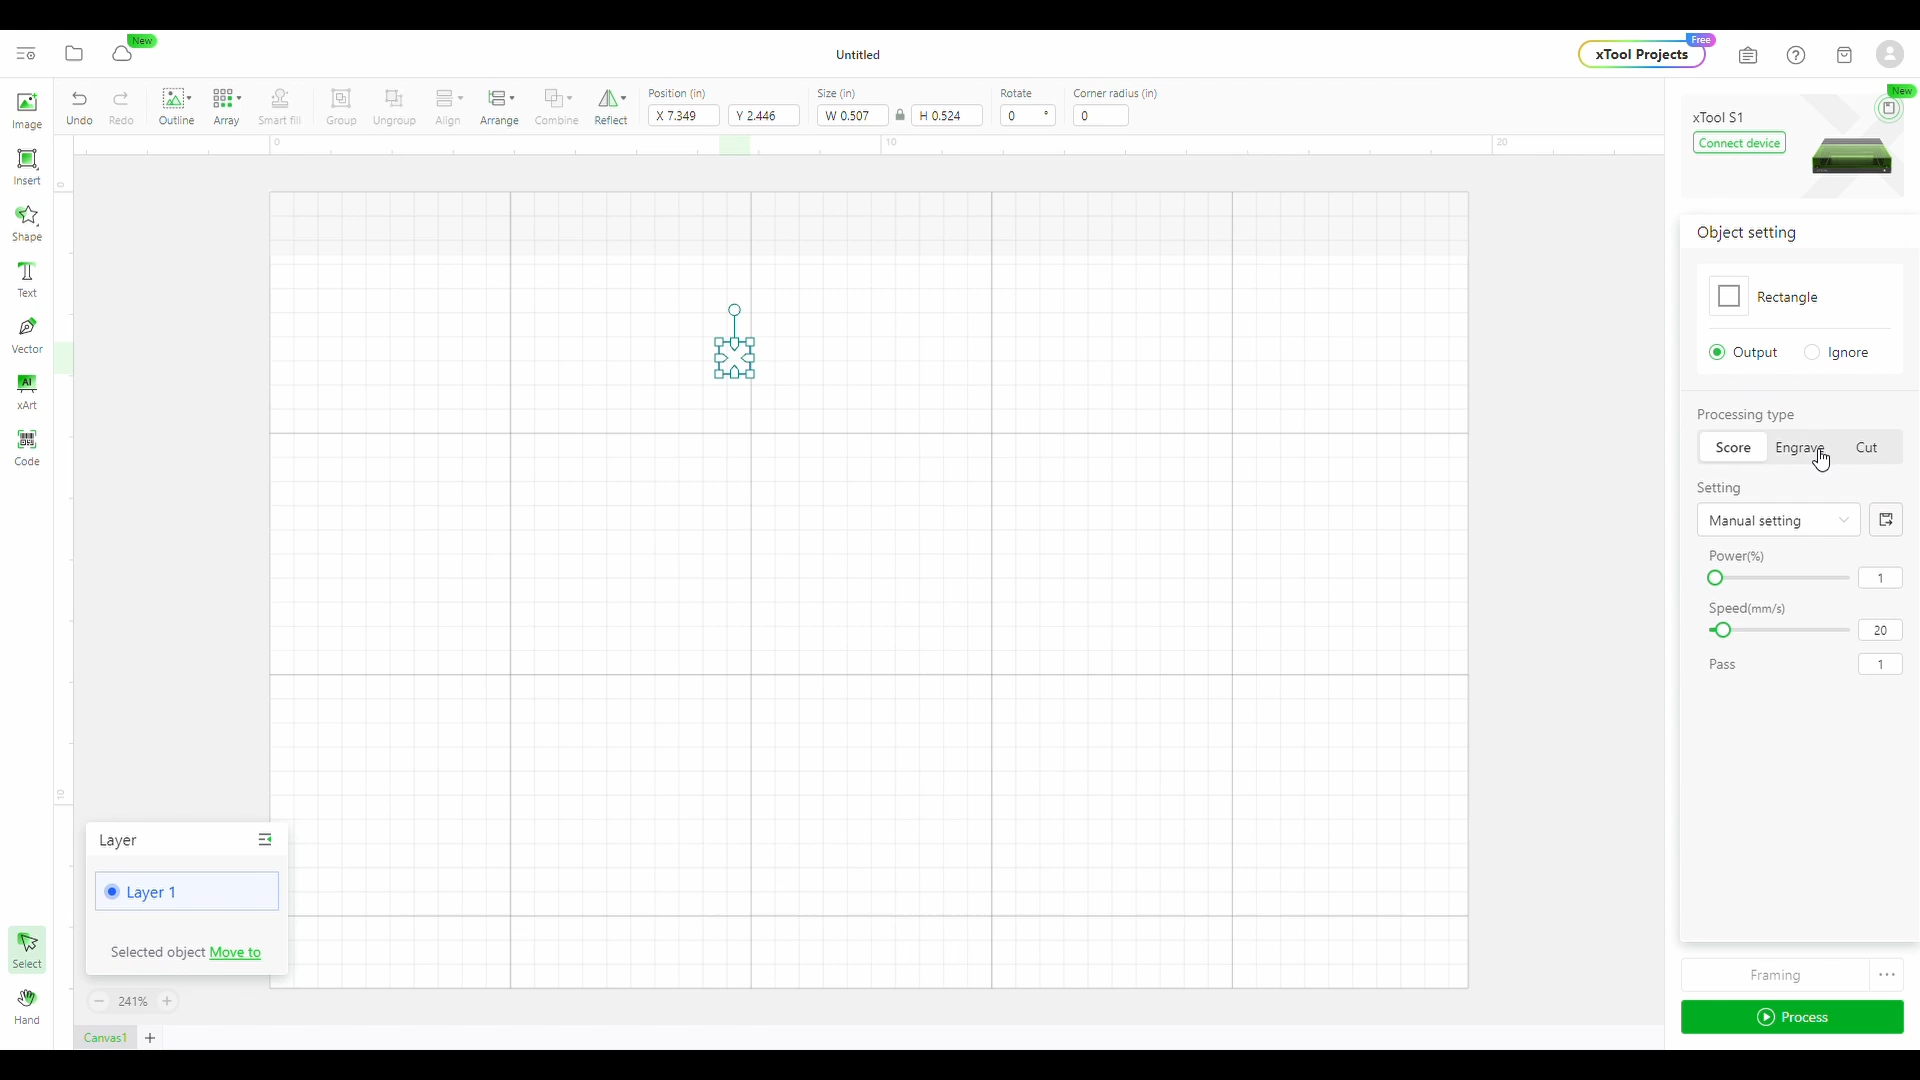 New
Untitled
Free
xTool Projects
Image
Insert
Shape
Text
Vector
AI
xArt
Code
Select
Hand
Undo
Redo
Outline
Array
Smart fill
Group
Ungroup
Align
Arrange
Combine
Reflect
Position (in)
X 7.349
Y 2.446
Size (in)
W 0.507
H 0.524
Rotate
0 °
Corner radius (in)
0
0
10
20
0
10
New
xTool S1
Connect device
Object setting
Rectangle
Output
Ignore
Processing type
Score
Engrave
Cut
Setting
Manual setting
Power(%)
1
Speed(mm/s)
20
Pass
1
Framing
Process
Layer
Layer 1
Selected object Move to
241%
Canvas1